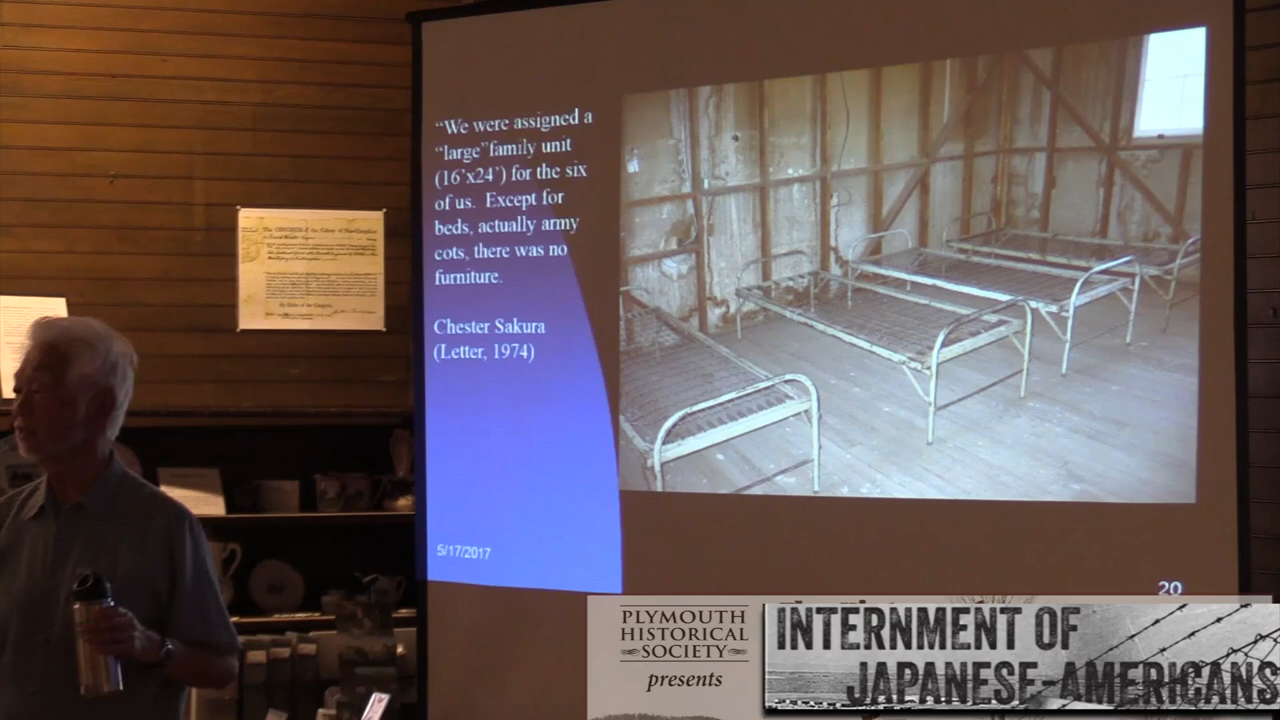 “We were assigned a
“large”family unit
(16’x24’) for the six
of us. Except for
beds, actually army
cots, there was no
furniture.
Chester Sakura
(Letter, 1974)
5/17/2017
20
PLYMOUTH
HISTORICAL
SOCIETY
presents
INTERNMENT OF
JAPANESE-AMERICANS